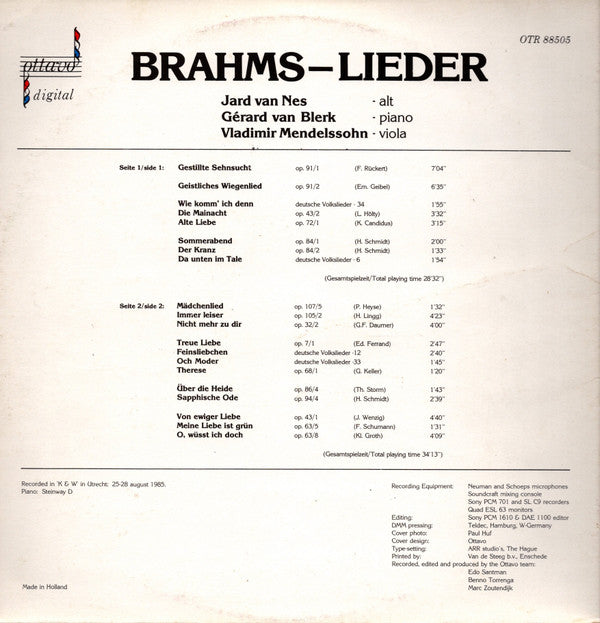 OTR 88505
ottavo
digital
BRAHMS–LIEDER
Jard van Nes - alt
Gérard van Blerk - piano
Vladimir Mendelssohn - viola
Seite 1/side 1: Gestillte Sehnsucht op. 91/1 (F. Rückert) 7'04"
Geistliches Wiegenlied op. 91/2 (Em. Geibel) 6'35"
Wie komm' ich denn deutsche Volkslieder - 34 1'55"
Die Mainacht op. 43/2 (L. Hölty) 3'32"
Alte Liebe op. 72/1 (K. Candidus) 3'15"
Sommerabend op. 84/1 (H. Schmidt) 2'00"
Der Kranz op. 84/2 (H. Schmidt) 1'33"
Da unten im Tale deutsche Volkslieder - 6 1'54"
(Gesamtspielzeit/Total playing time 28'32")
Seite 2/side 2: Mädchenlied op. 107/5 (P. Heyse) 1'32"
Immer leiser op. 105/2 (H. Lingg) 4'23"
Nicht mehr zu dir op. 32/2 (G.F. Daumer) 4'00"
Treue Liebe op. 7/1 (Ed. Ferrand) 2'47"
Feinsliebchen deutsche Volkslieder -12 2'40"
Och Moder deutsche Volkslieder -33 1'45"
Therese op. 68/1 (G. Keller) 1'20"
Über die Heide op. 86/4 (Th. Storm) 1'43"
Sapphische Ode op. 94/4 (H. Schmidt) 2'39"
Von ewiger Liebe op. 43/1 (J. Wenzig) 4'40"
Meine Liebe ist grün op. 63/5 (F. Schumann) 1'31"
O, wüsst ich doch op. 63/8 (Kl. Groth) 4'09"
(Gesamtspielzeit/Total playing time 34'13")
Recorded in 'K & W' in Utrecht: 25-28 august 1985.
Piano: Steinway D
Recording Equipment: Neuman and Schoeps microphones
Soundcraft mixing console
Sony PCM 701 and SL C9 recorders
Quad ESL 63 monitors
Editing: Sony PCM 1610 & DAE 1100 editor
DMM pressing: Teldec, Hamburg, W-Germany
Cover photo: Paul Huf
Cover design: Ottavo
Type-setting: ARR studio's, The Hague
Printed by: Van de Steeg b.v., Enschede
Recorded, edited and produced by the Ottavo team:
Edo Santman
Benno Torrenga
Marc Zoutendijk
Made in Holland